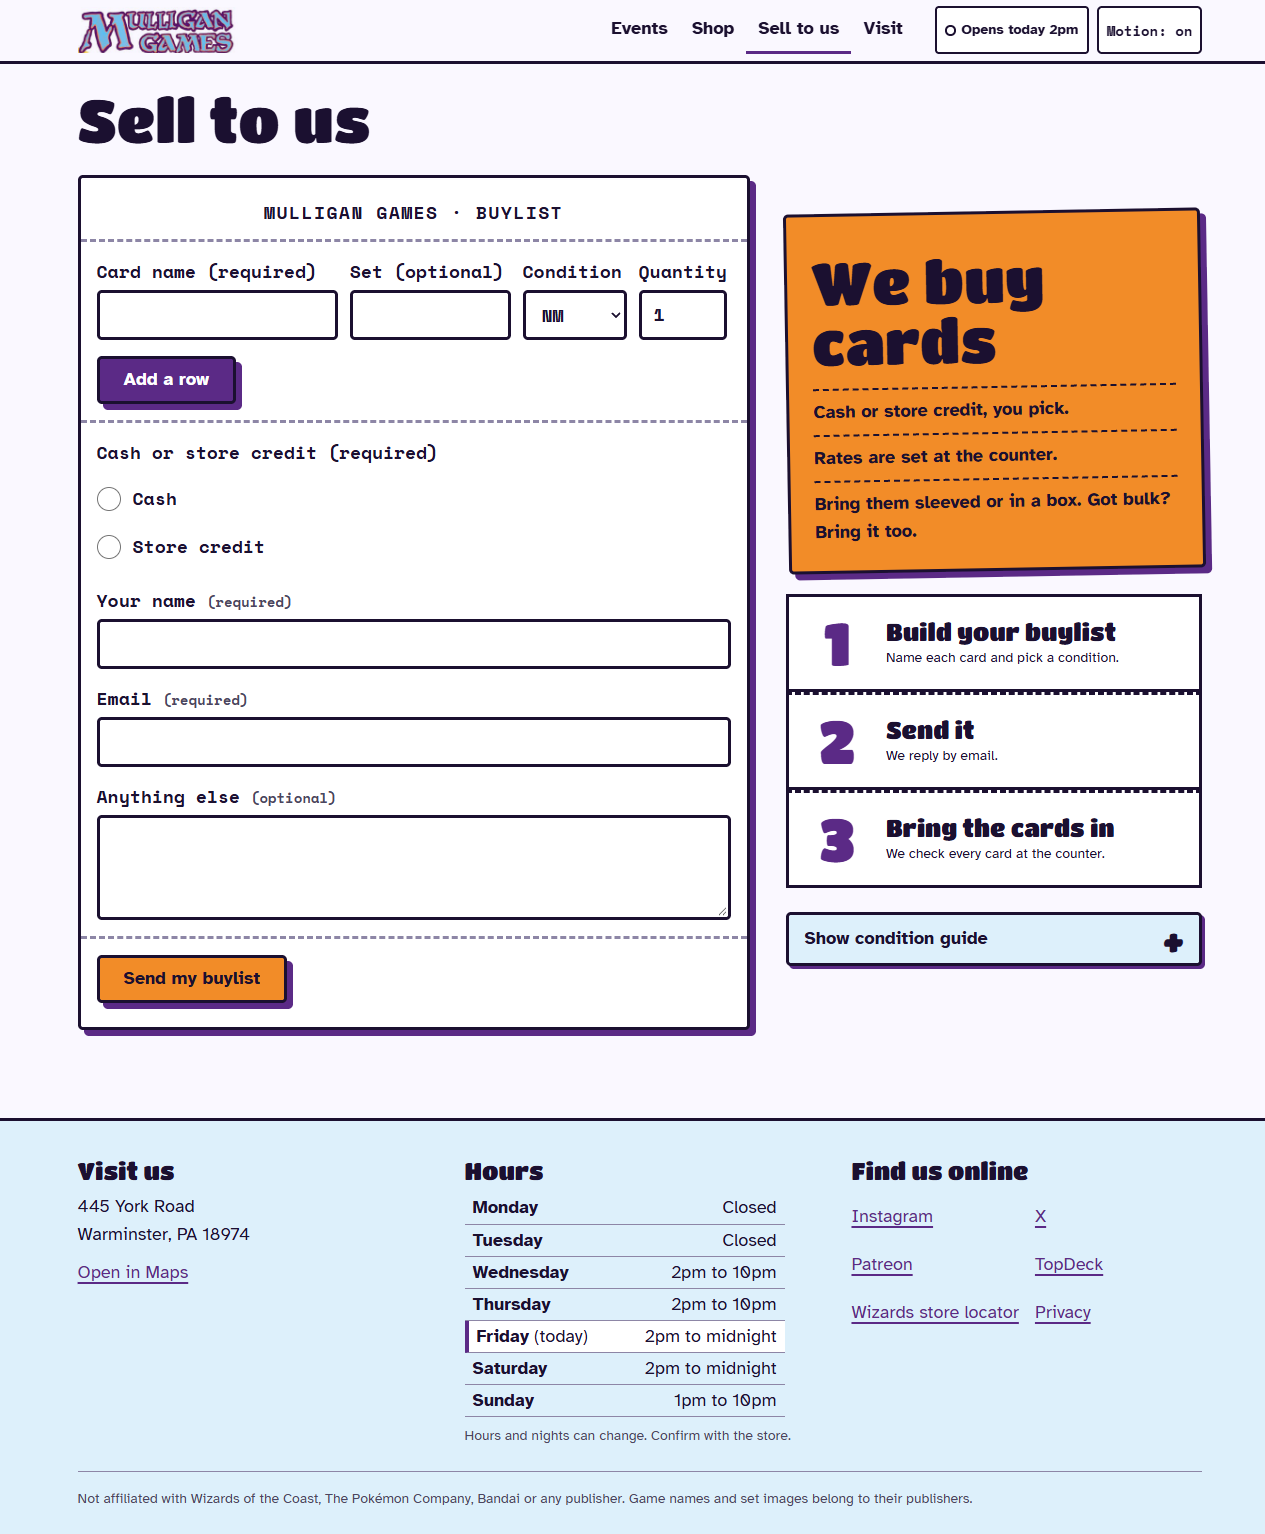 MULLIGAN GAMES
Events Shop Sell to us Visit Opens today 2pm Motion: on
Sell to us
MULLIGAN GAMES · BUYLIST
Card name (required) Set (optional) Condition Quantity
NM 1
Add a row
Cash or store credit (required)
Cash
Store credit
Your name (required)
Email (required)
Anything else (optional)
Send my buylist
We buy
cards
Cash or store credit, you pick.
Rates are set at the counter.
Bring them sleeved or in a box. Got bulk?
Bring it too.
1 Build your buylist
Name each card and pick a condition.
2 Send it
We reply by email.
3 Bring the cards in
We check every card at the counter.
Show condition guide
Visit us
445 York Road
Warminster, PA 18974
Open in Maps
Hours
Monday Closed
Tuesday Closed
Wednesday 2pm to 10pm
Thursday 2pm to 10pm
Friday (today) 2pm to midnight
Saturday 2pm to midnight
Sunday 1pm to 10pm
Hours and nights can change. Confirm with the store.
Find us online
Instagram X
Patreon TopDeck
Wizards store locator Privacy
Not affiliated with Wizards of the Coast, The Pokémon Company, Bandai or any publisher. Game names and set images belong to their publishers.